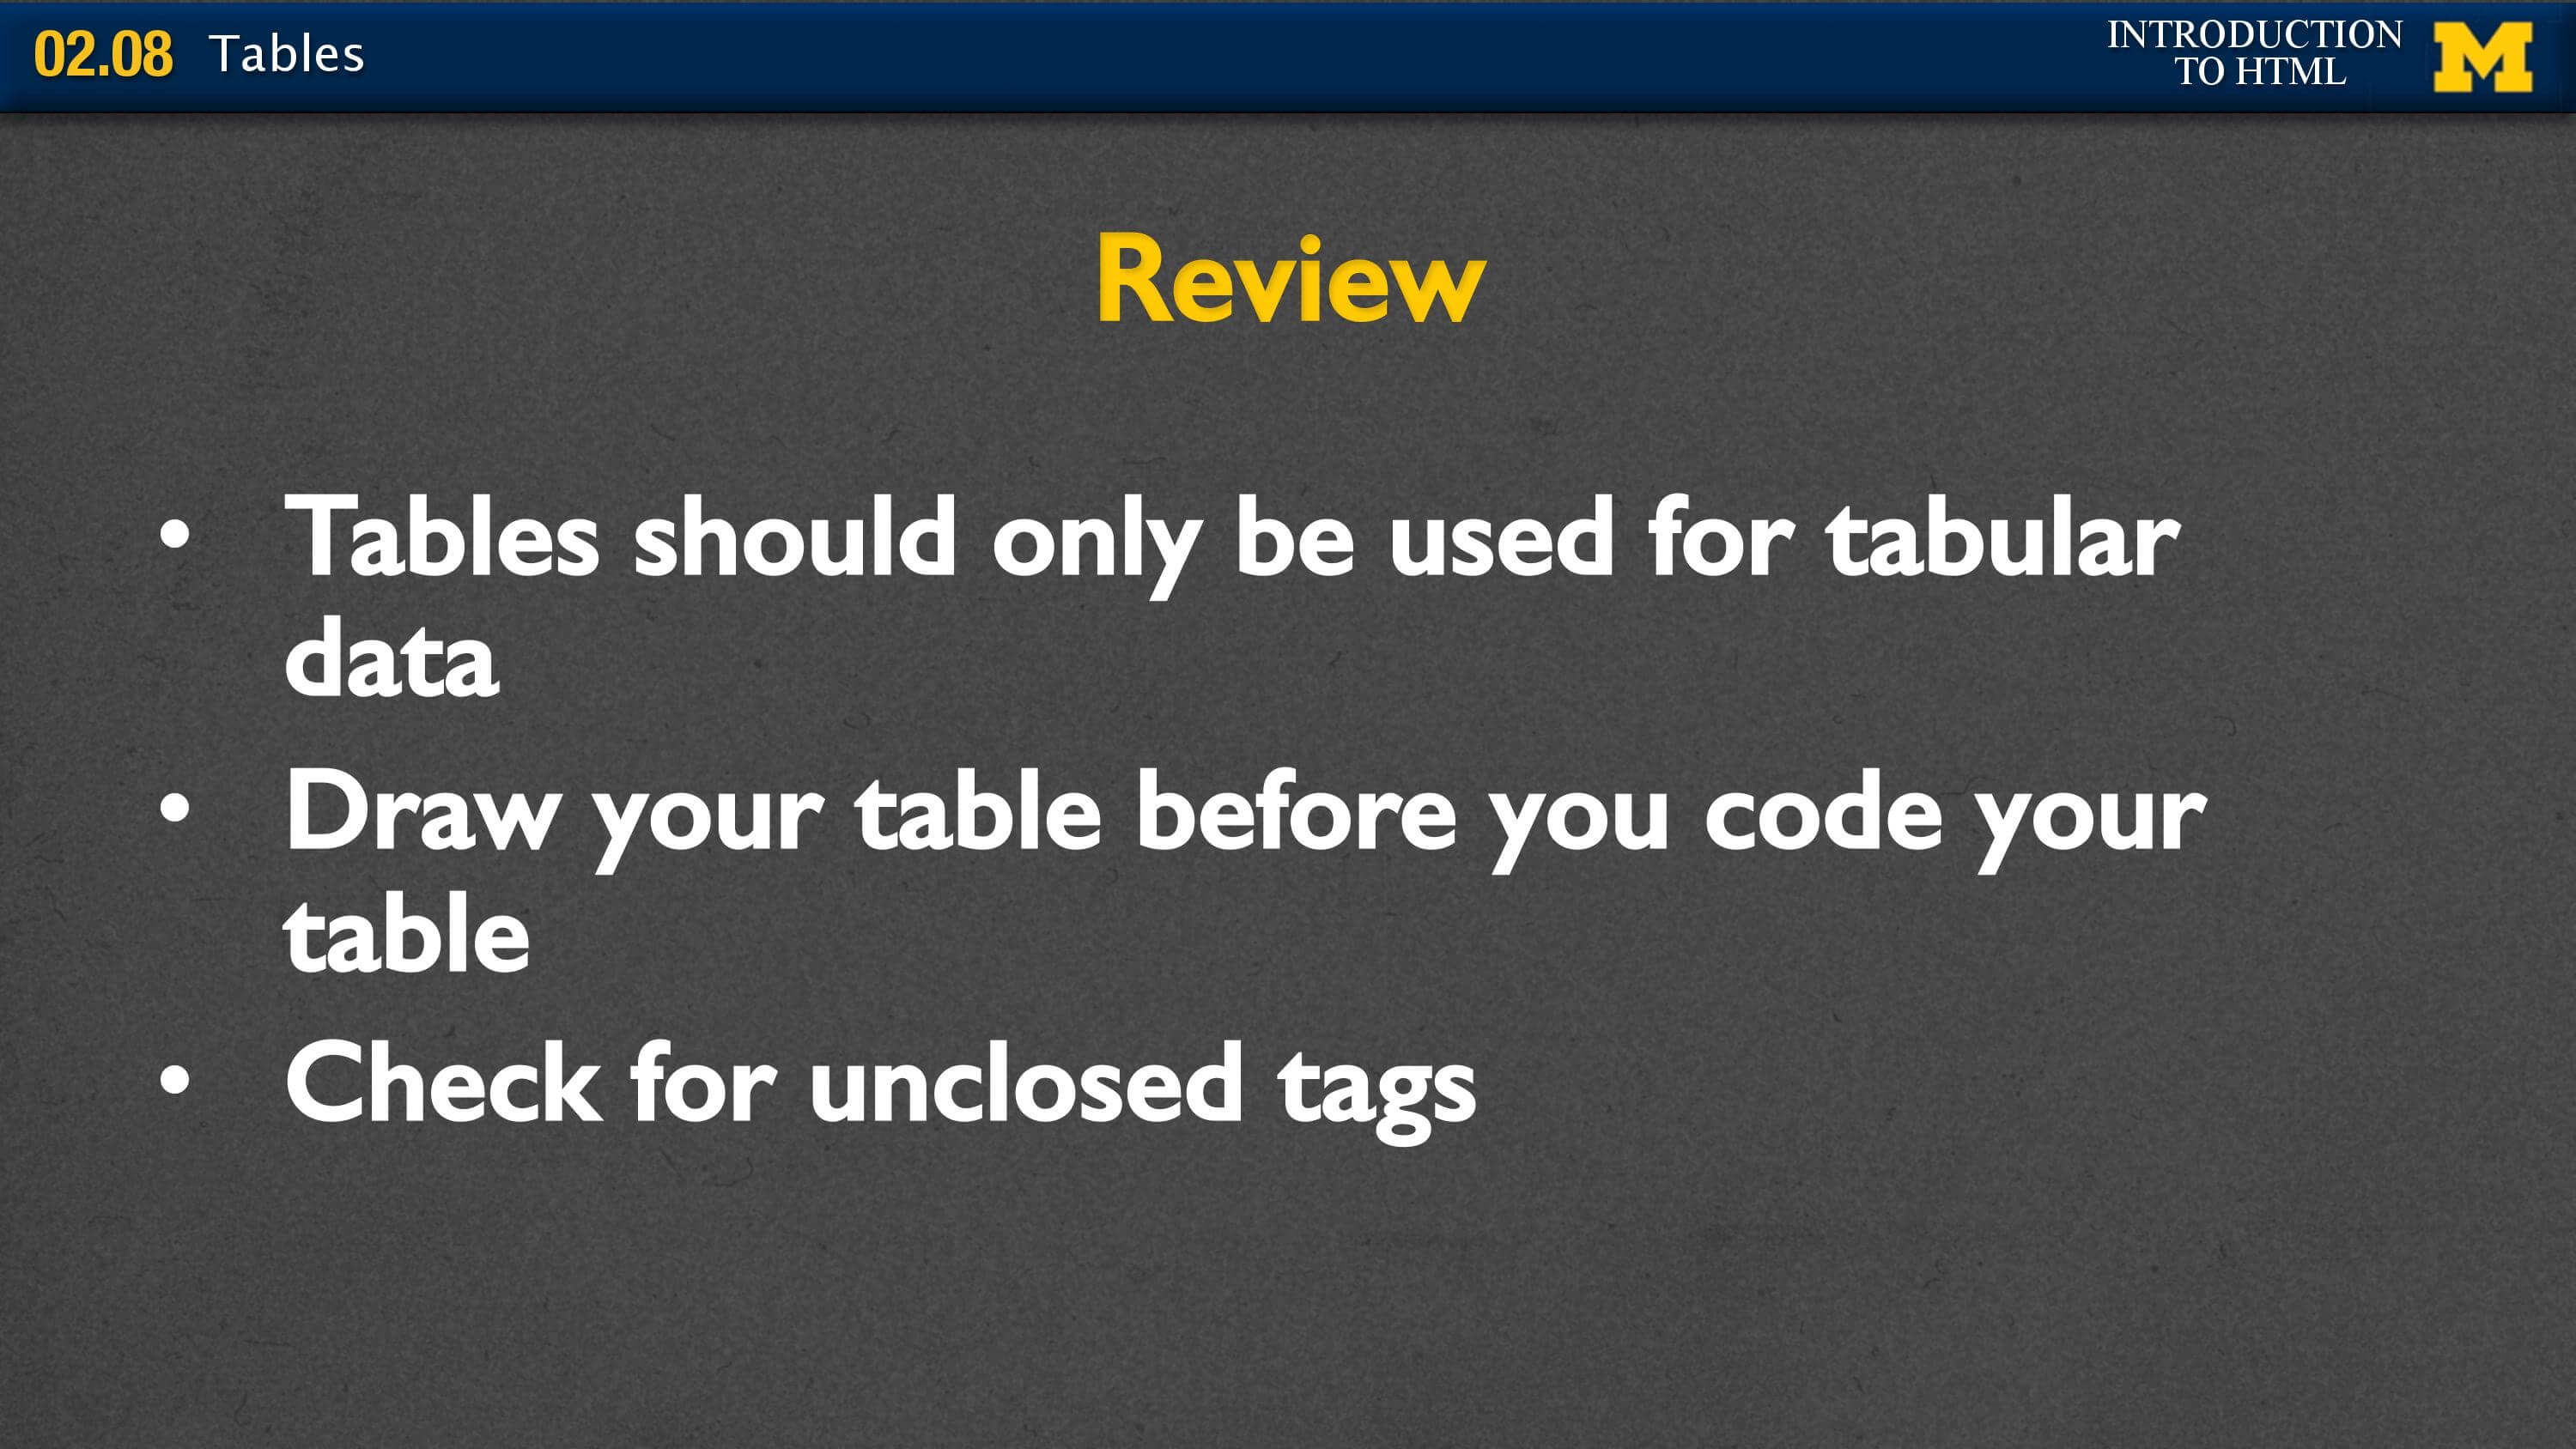 02.08 Tables
INTRODUCTION
TO HTML
M
Review
• Tables should only be used for tabular
data
• Draw your table before you code your
table
• Check for unclosed tags